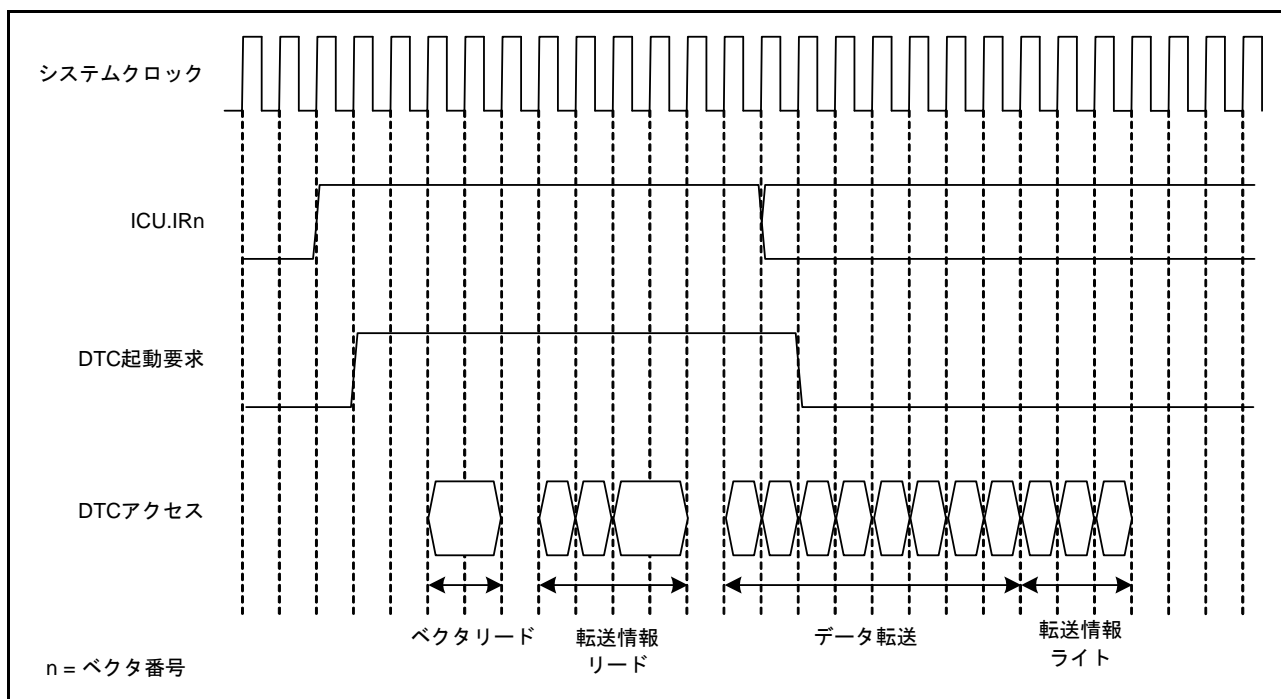 システムクロック
ICU.IRn
DTC起動要求
DTCアクセス
ベクタリード
転送情報
リード
データ転送
転送情報
ライト
n = ベクタ番号